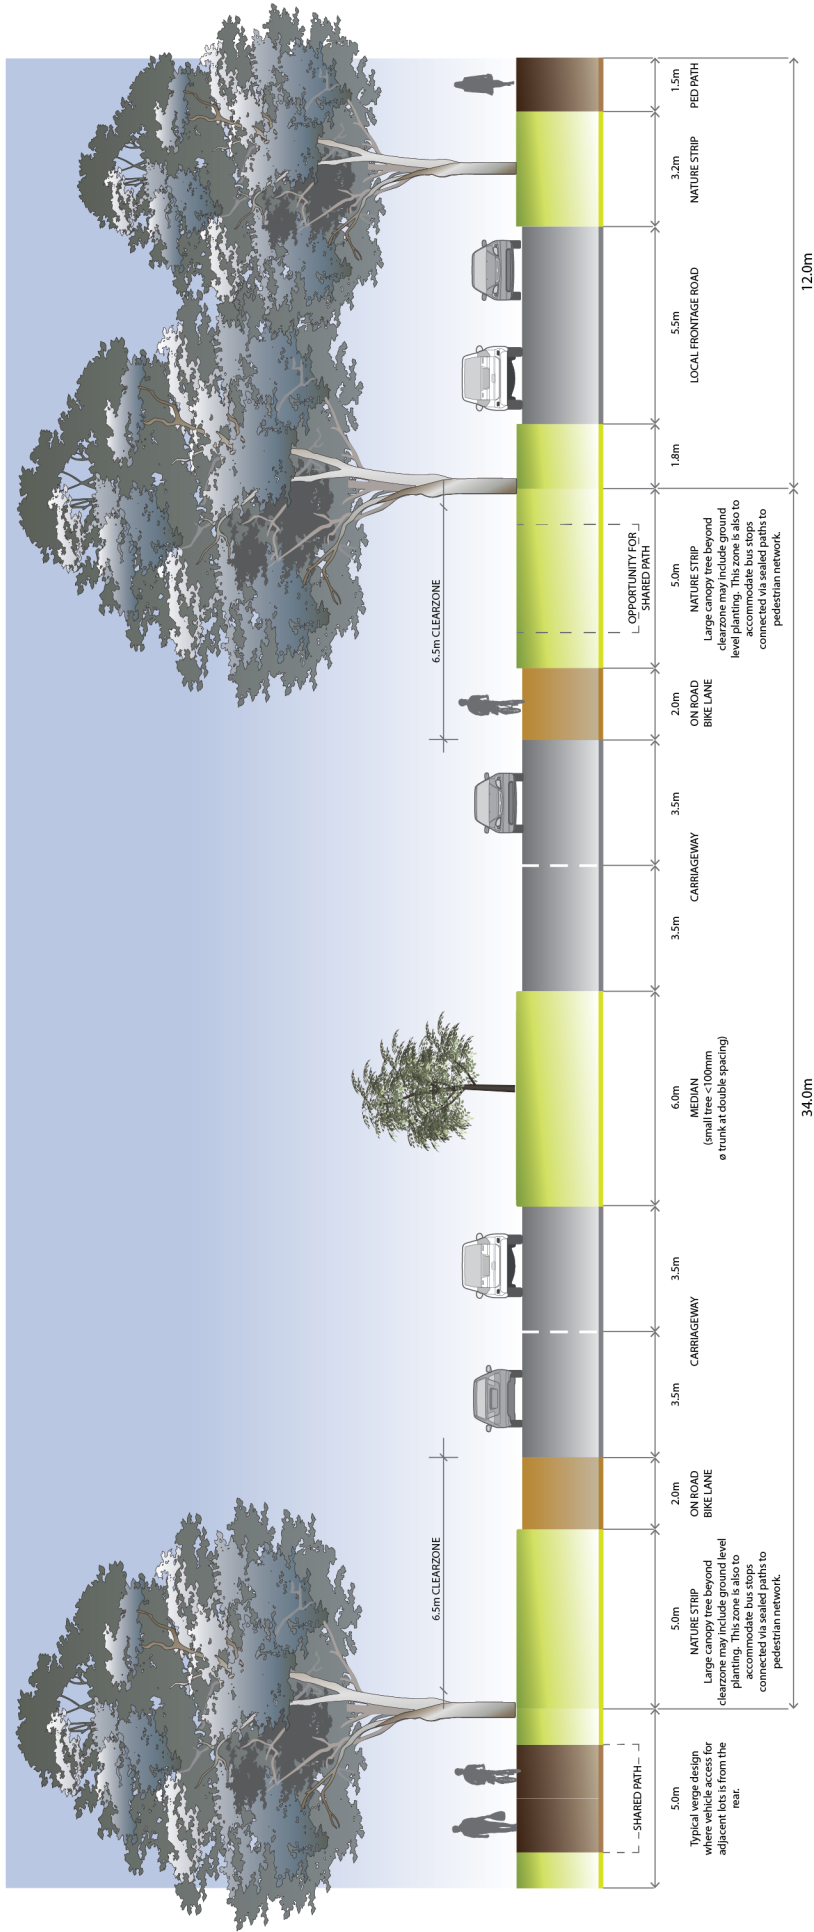 6.5m CLEARZONE
6.5m CLEARZONE
SHARED PATH
OPPORTUNITY FOR
SHARED PATH
5.0m
Typical verge design
where vehicle access for
adjacent lots is from the
rear.
5.0m
NATURE STRIP
Large canopy tree beyond
clearzone may include ground level
planting. This zone is also to
accommodate bus stops
connected via sealed paths to
pedestrian network.
2.0m
ON ROAD
BIKE LANE
3.5m
3.5m
CARRIAGEWAY
6.0m
MEDIAN
(small tree <100mm
ø trunk at double spacing)
3.5m
3.5m
CARRIAGEWAY
2.0m
ON ROAD
BIKE LANE
5.0m
NATURE STRIP
Large canopy tree beyond
clearzone may include ground
level planting. This zone is also to
accommodate bus stops
connected via sealed paths to
pedestrian network.
1.8m
5.5m
LOCAL FRONTAGE ROAD
3.2m
NATURE STRIP
1.5m
PED PATH
34.0m
12.0m